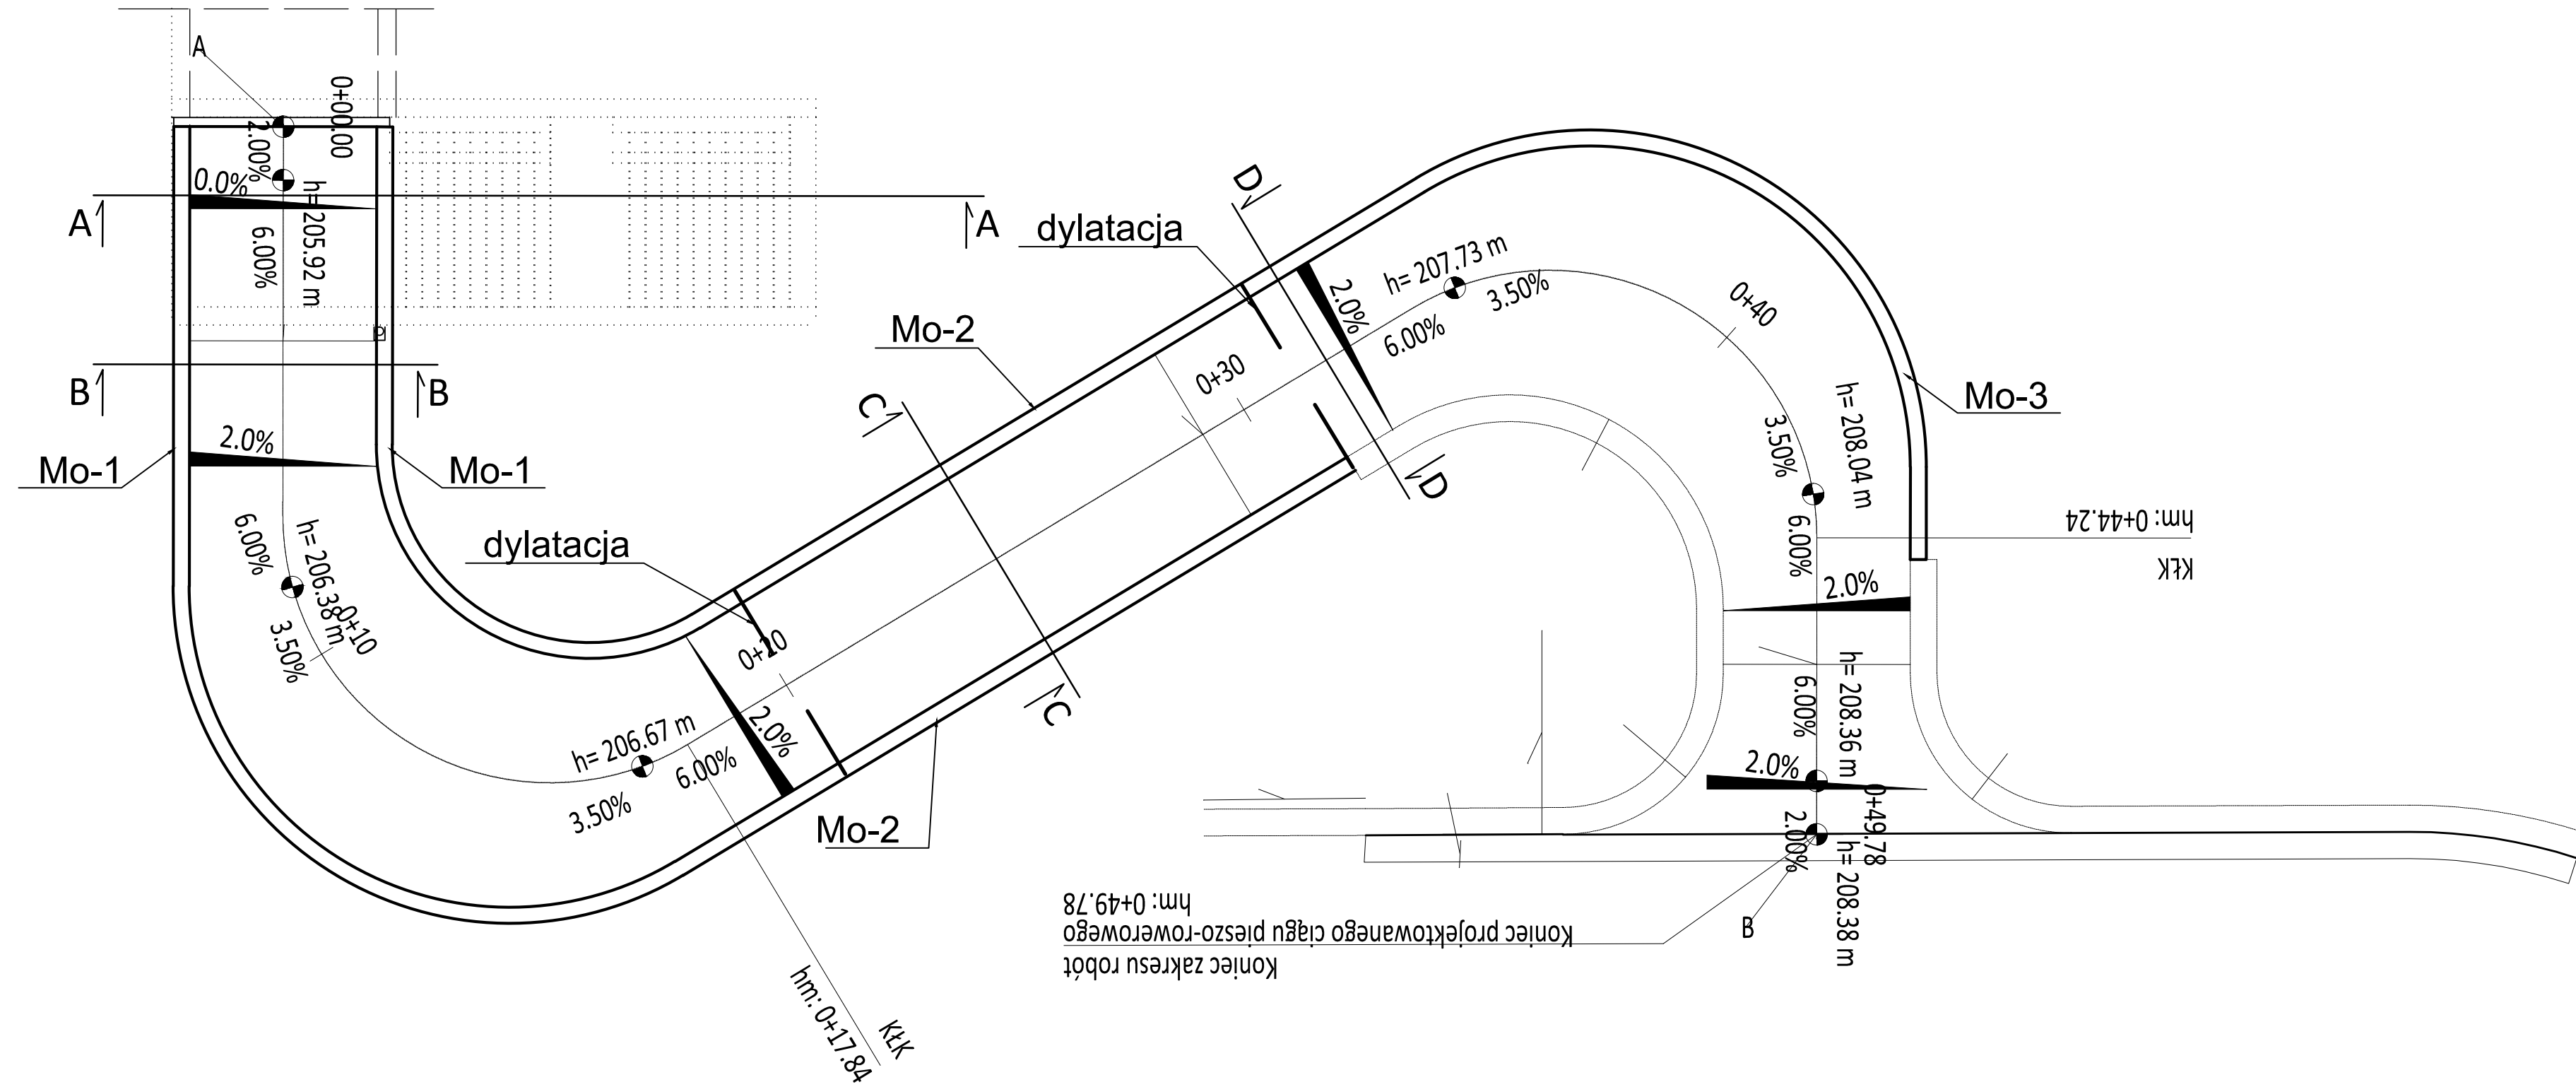 A
0+00.00
2.00%
0.0%
h= 205.92 m
6.00%
A
A
B
B
2.0%
Mo-1
Mo-1
6.00%
h= 206.38 m
0+10
3.50%
dylatacja
h= 206.67 m
3.50%
6.00%
0+20
2.0%
Mo-2
hm: 0+17.84
KŁK
C
C
Mo-2
dylatacja
D
D
0+30
2.0%
h= 207.73 m
6.00%
3.50%
0+40
3.50%
h= 208.04 m
Mo-3
6.00%
hm: 0+44.24
KŁK
2.0%
6.00%
h= 208.36 m
2.0%
0+49.78
2.00%
h= 208.38 m
B
Koniec zakresu robót
Koniec projektowanego ciągu pieszo-rowerowego
hm: 0+49.78